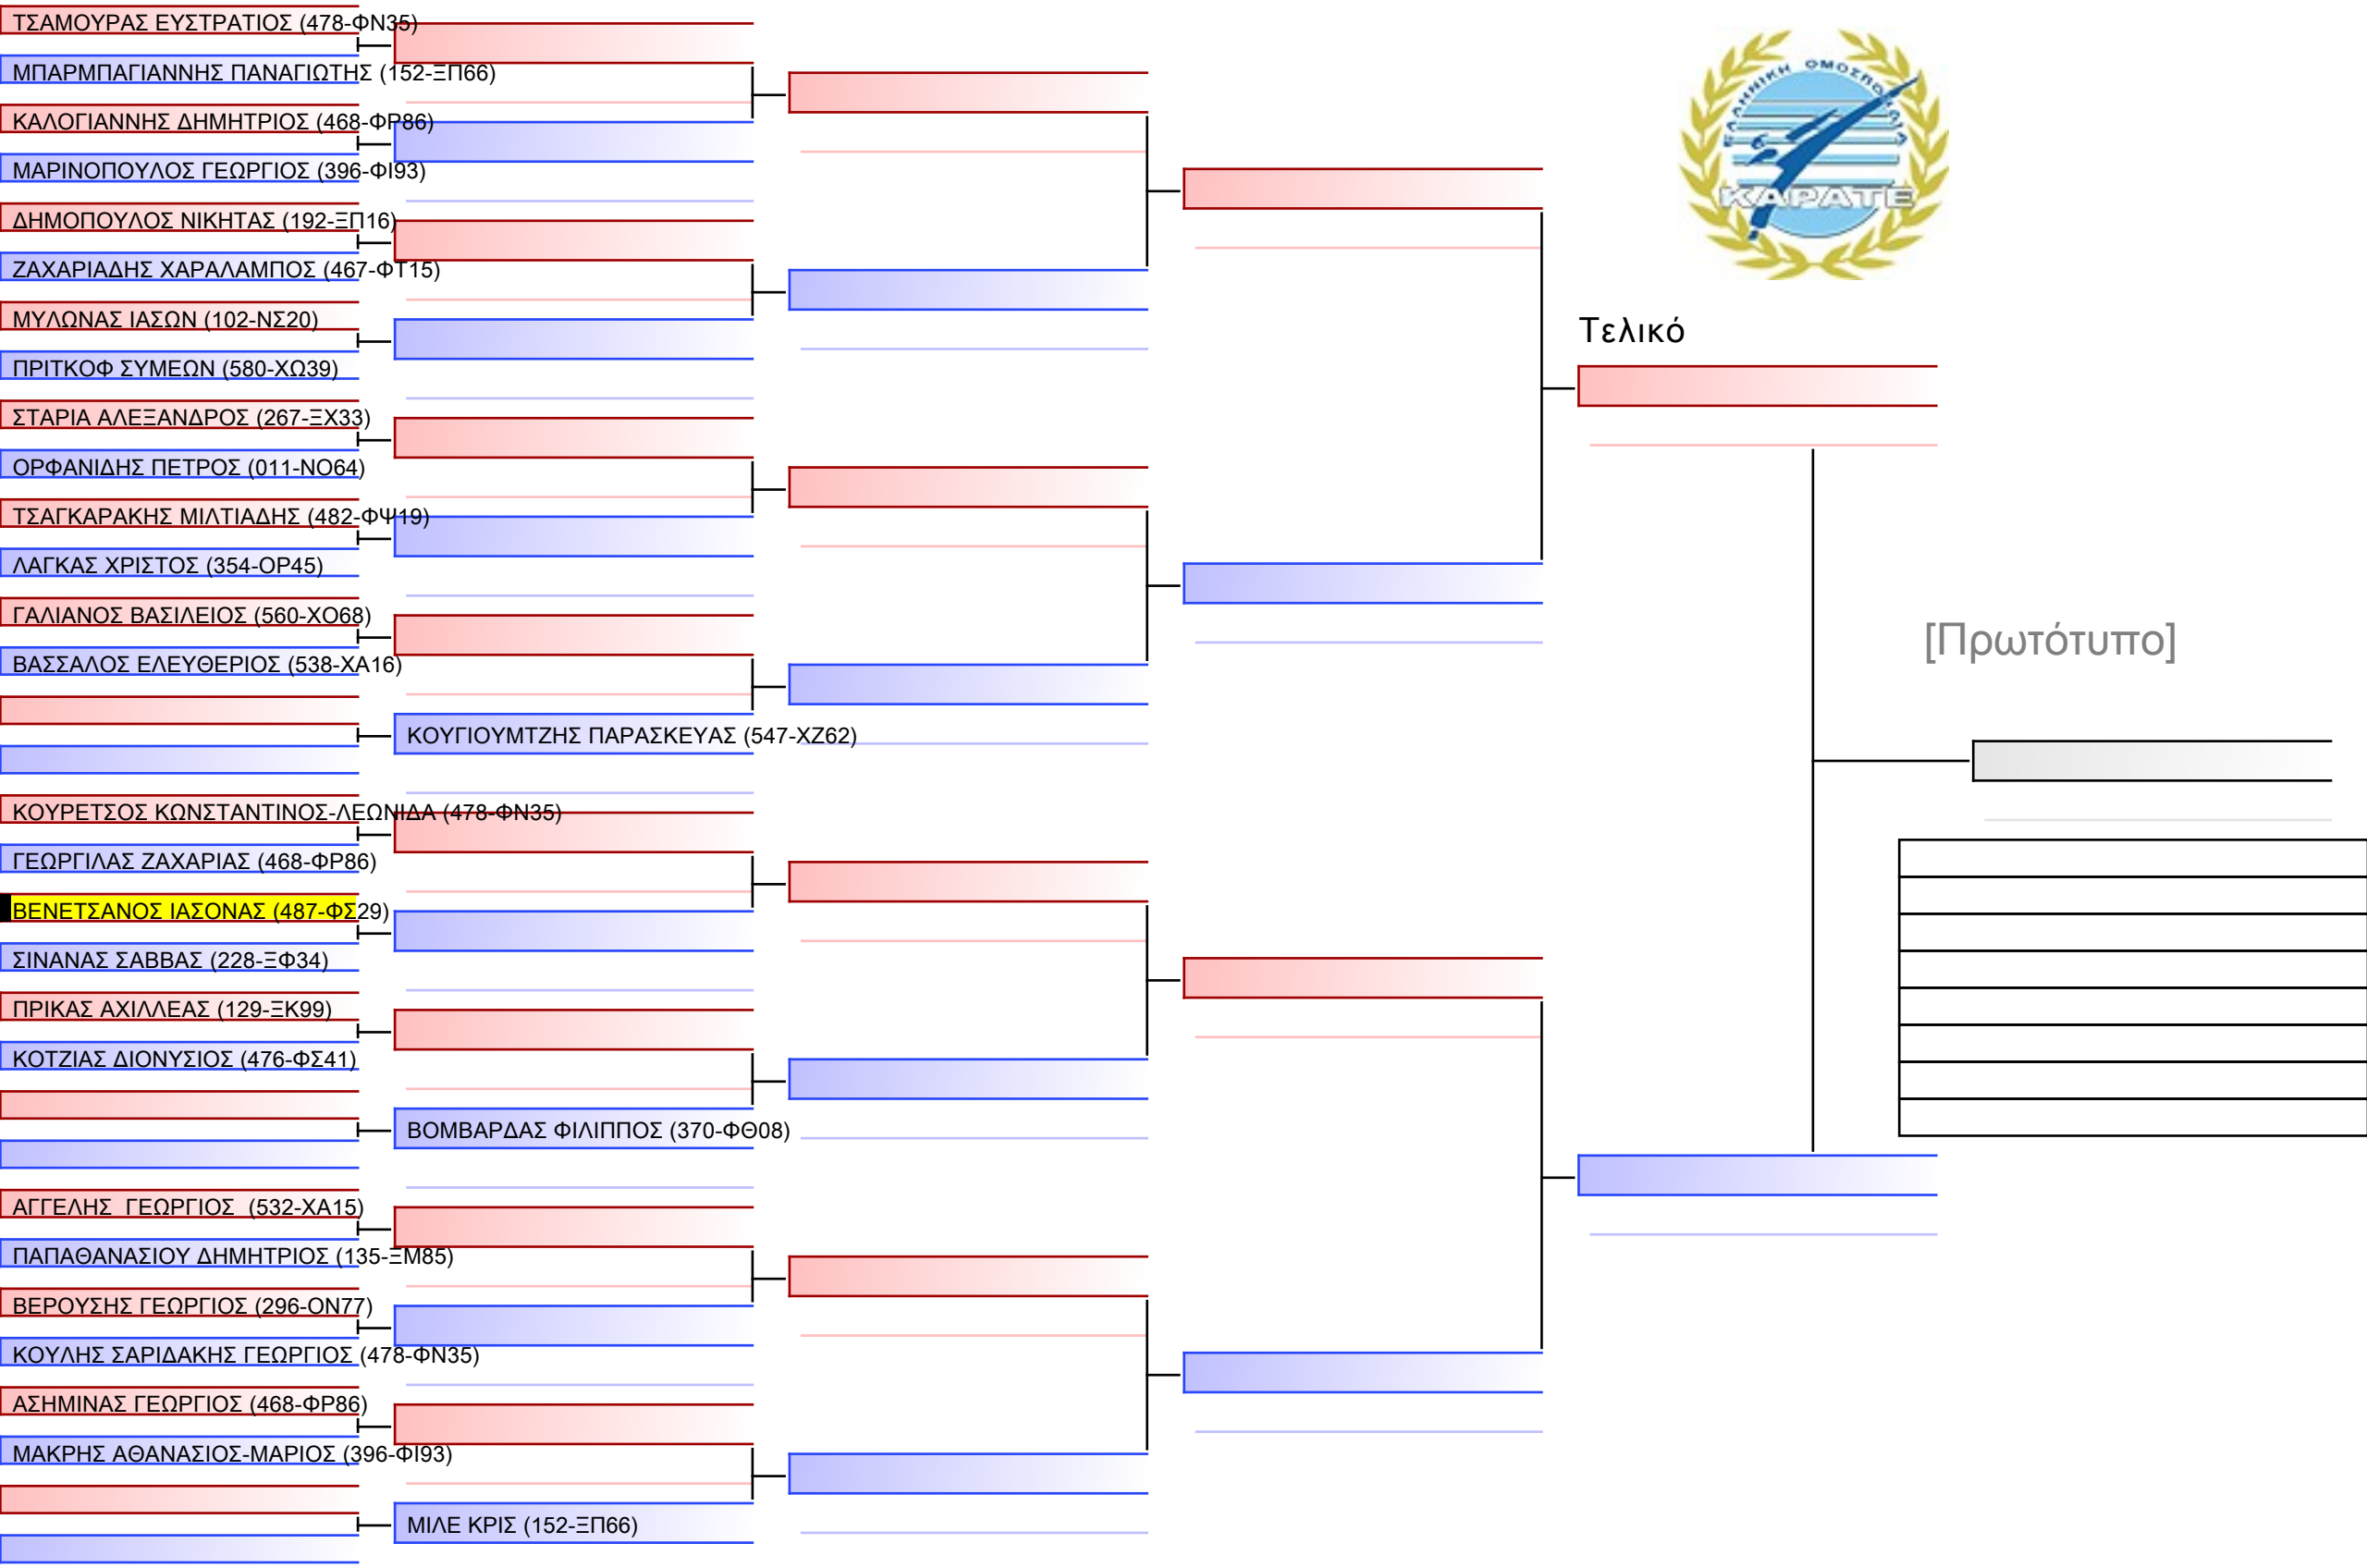 ΤΣΑΜΟΥΡΑΣ ΕΥΣΤΡΑΤΙΟΣ (478-ΦΝ35)
ΜΠΑΡΜΠΑΓΙΑΝΝΗΣ ΠΑΝΑΓΙΩΤΗΣ (152-ΞΠ66)
ΚΑΛΟΓΙΑΝΝΗΣ ΔΗΜΗΤΡΙΟΣ (468-ΦΡ86)
ΜΑΡΙΝΟΠΟΥΛΟΣ ΓΕΩΡΓΙΟΣ (396-ΦΙ93)
ΔΗΜΟΠΟΥΛΟΣ ΝΙΚΗΤΑΣ (192-ΞΠ16)
ΖΑΧΑΡΙΑΔΗΣ ΧΑΡΑΛΑΜΠΟΣ (467-ΦΤ15)
ΜΥΛΩΝΑΣ ΙΑΣΩΝ (102-ΝΣ20)
ΠΡΙΤΚΟΦ ΣΥΜΕΩΝ (580-ΧΩ39)
ΣΤΑΡΙΑ ΑΛΕΞΑΝΔΡΟΣ (267-ΞΧ33)
ΟΡΦΑΝΙΔΗΣ ΠΕΤΡΟΣ (011-ΝΟ64)
ΤΣΑΓΚΑΡΑΚΗΣ ΜΙΛΤΙΑΔΗΣ (482-ΦΨ19)
ΛΑΓΚΑΣ ΧΡΙΣΤΟΣ (354-ΟΡ45)
ΓΑΛΙΑΝΟΣ ΒΑΣΙΛΕΙΟΣ (560-ΧΟ68)
ΒΑΣΣΑΛΟΣ ΕΛΕΥΘΕΡΙΟΣ (538-ΧΑ16)
ΚΟΥΓΙΟΥΜΤΖΗΣ ΠΑΡΑΣΚΕΥΑΣ (547-ΧΖ62)
ΚΟΥΡΕΤΣΟΣ ΚΩΝΣΤΑΝΤΙΝΟΣ-ΛΕΩΝΙΔΑ (478-ΦΝ35)
ΓΕΩΡΓΙΛΑΣ ΖΑΧΑΡΙΑΣ (468-ΦΡ86)
ΒΕΝΕΤΣΑΝΟΣ ΙΑΣΟΝΑΣ (487-ΦΣ29)
ΣΙΝΑΝΑΣ ΣΑΒΒΑΣ (228-ΞΦ34)
ΠΡΙΚΑΣ ΑΧΙΛΛΕΑΣ (129-ΞΚ99)
ΚΟΤΖΙΑΣ ΔΙΟΝΥΣΙΟΣ (476-ΦΣ41)
ΒΟΜΒΑΡΔΑΣ ΦΙΛΙΠΠΟΣ (370-ΦΘ08)
ΑΓΓΕΛΗΣ  ΓΕΩΡΓΙΟΣ  (532-ΧΑ15)
ΠΑΠΑΘΑΝΑΣΙΟΥ ΔΗΜΗΤΡΙΟΣ (135-ΞΜ85)
ΒΕΡΟΥΣΗΣ ΓΕΩΡΓΙΟΣ (296-ΟΝ77)
ΚΟΥΛΗΣ ΣΑΡΙΔΑΚΗΣ ΓΕΩΡΓΙΟΣ (478-ΦΝ35)
ΑΣΗΜΙΝΑΣ ΓΕΩΡΓΙΟΣ (468-ΦΡ86)
ΜΑΚΡΗΣ ΑΘΑΝΑΣΙΟΣ-ΜΑΡΙΟΣ (396-ΦΙ93)
ΜΙΛΕ ΚΡΙΣ (152-ΞΠ66)
ΕΛΛΗΝΙΚΗ ΟΜΟΣΠΟΝΔΙΑ
ΚΑΡΑΤΕ
Τελικό
[Πρωτότυπο]